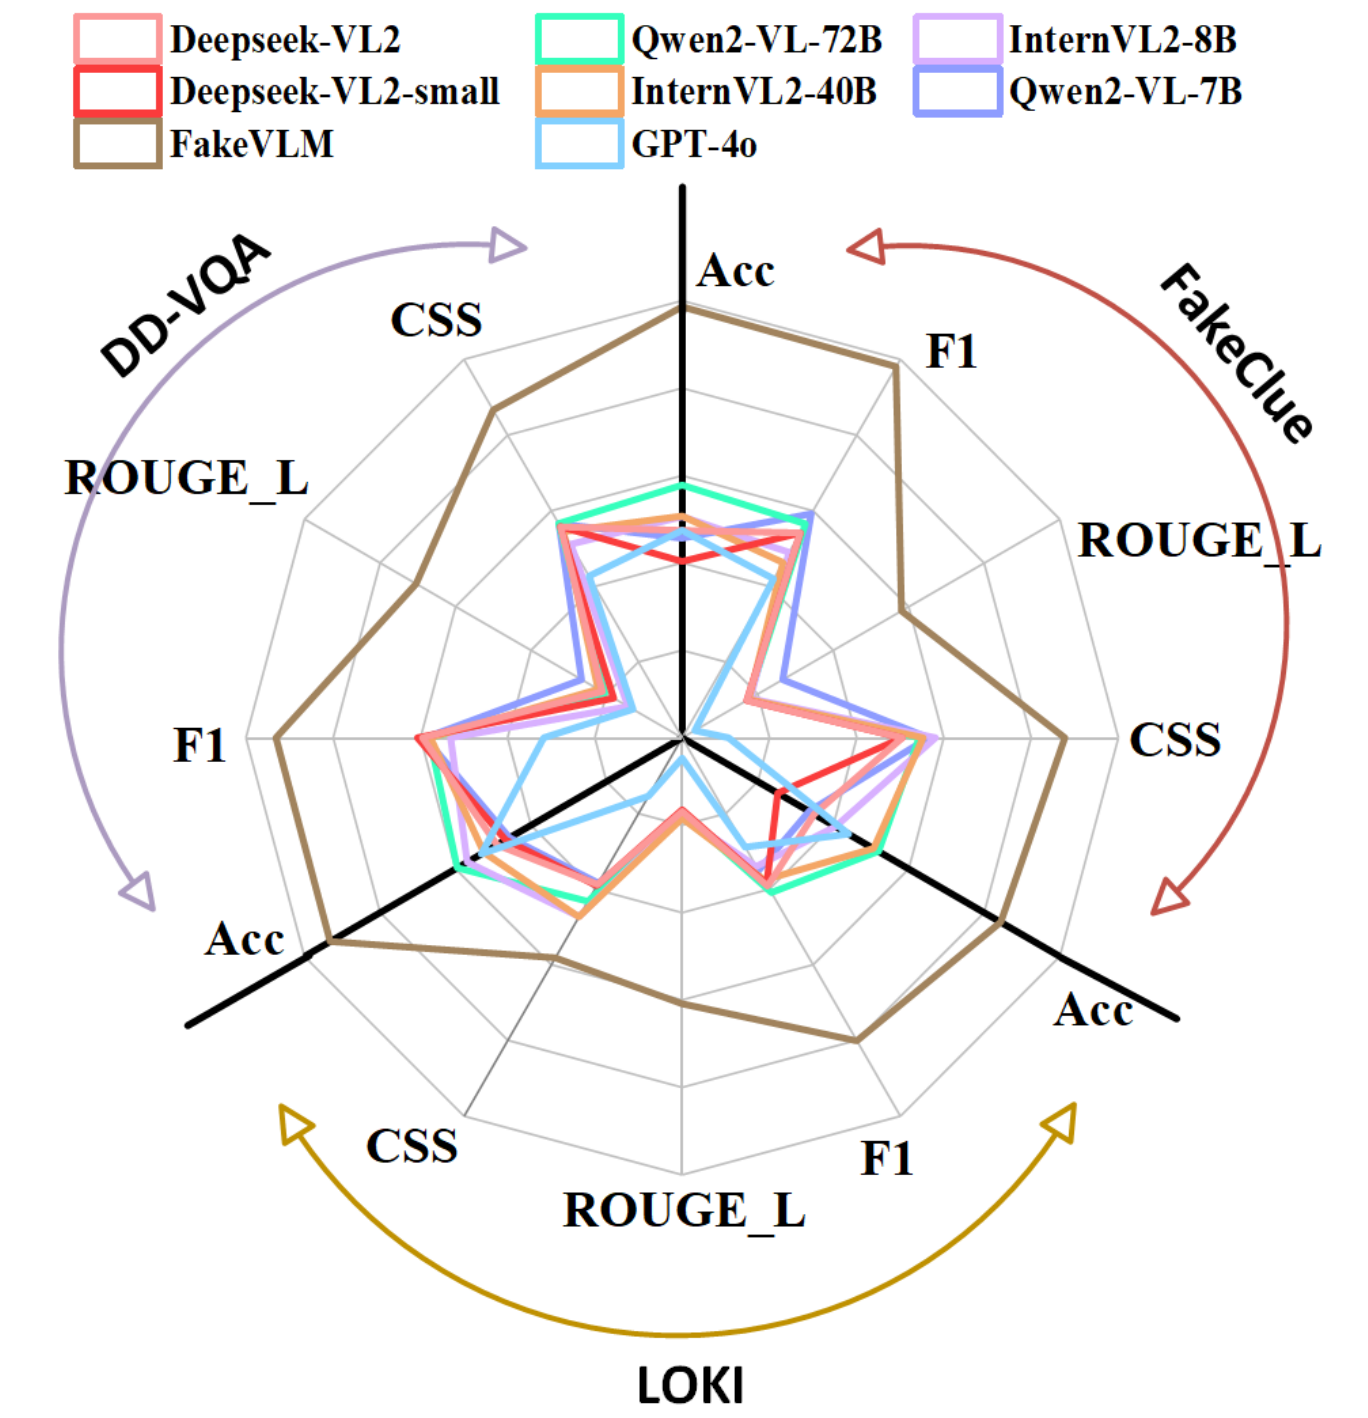 Deepseek-VL2
Qwen2-VL-72B
InternVL2-8B
Deepseek-VL2-small
InternVL2-40B
Qwen2-VL-7B
FakeVLM
GPT-4o
DD-VQA
FakeClue
Acc
CSS
F1
ROUGE_L
ROUGE_L
F1
CSS
Acc
Acc
CSS
F1
ROUGE_L
LOKI